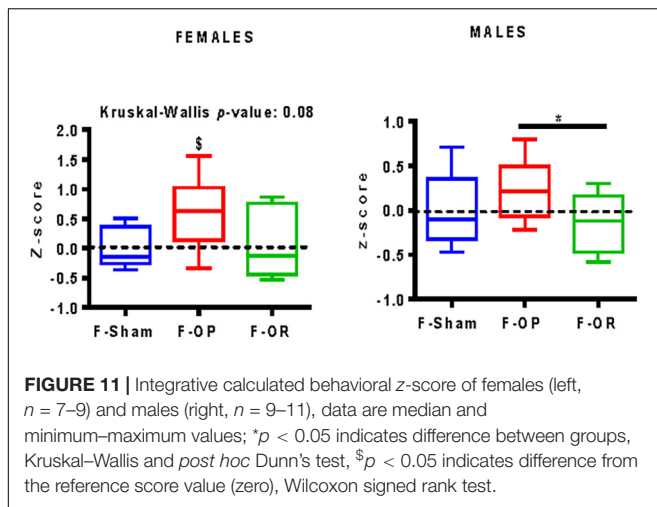 FEMALES
Kruskal-Wallis p-value: 0.08
2.0
1.5
1.0
0.5
0.0
-0.5
-1.0
Z-score
$
F-Sham F-OP F-OR
MALES
1.0
0.5
0.0
-0.5
-1.0
z-score
*
F-Sham F-OP F-OR
FIGURE 11 | Integrative calculated behavioral z-score of females (left,
n = 7–9) and males (right, n = 9–11), data are median and
minimum–maximum values; *p < 0.05 indicates difference between groups,
Kruskal–Wallis and post hoc Dunn's test, $p < 0.05 indicates difference from
the reference score value (zero), Wilcoxon signed rank test.